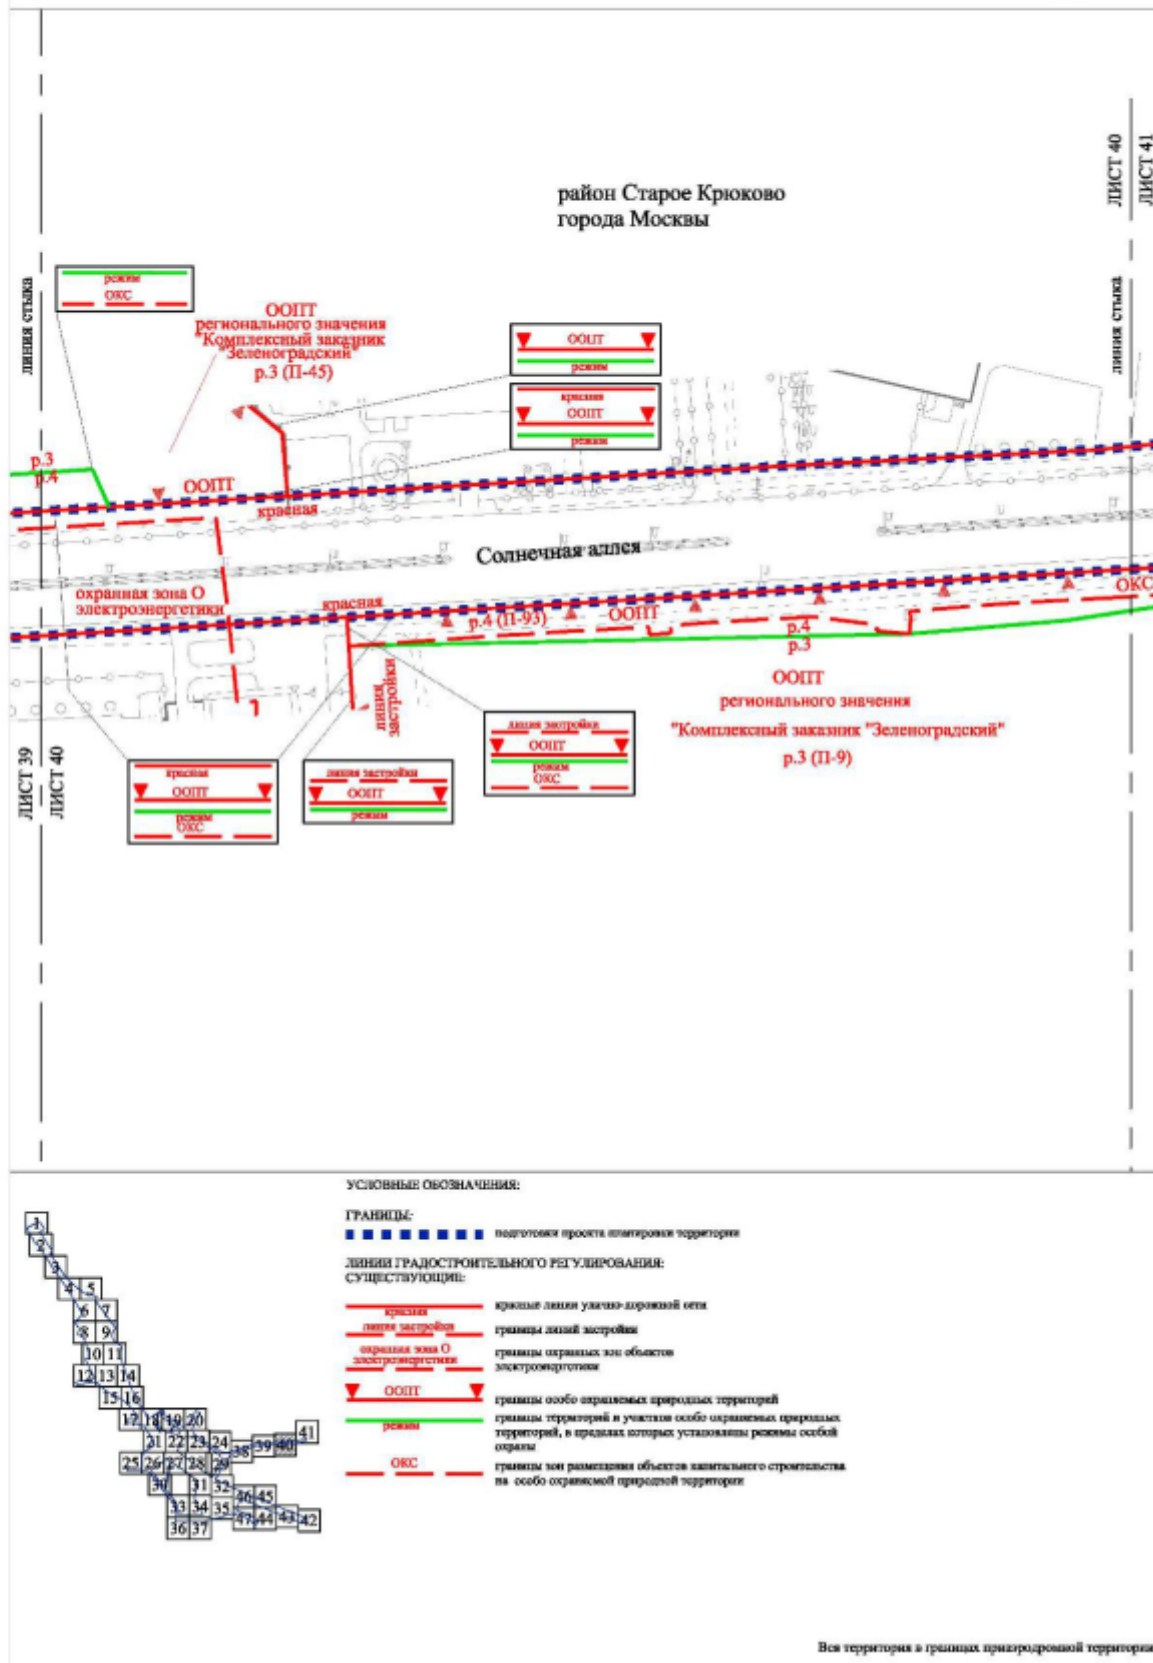 ЛИСТ 40
ЛИСТ 41
район Старое Крюково
города Москвы
линия стыка
линия стыка
режим
ОКС
ООПТ
регионального значения
"Комплексный заказник
"Зеленоградский"
р.3 (П-45)
ООПТ
режим
красная
ООПТ
режим
р.3
р.4
ООПТ
красная
Солнечная аллея
охранная зона О
электроэнергетики
красная
р.4 (П-93)
ООПТ
ОКС
р.4
р.3
линия
застройки
ООПТ
регионального значения
"Комплексный заказник "Зеленоградский"
р.3 (П-9)
линия застройки
ООПТ
режим
ОКС
красная
ООПТ
режим
ОКС
линия застройки
ООПТ
режим
ЛИСТ 39
ЛИСТ 40
УСЛОВНЫЕ ОБОЗНАЧЕНИЯ:
ГРАНИЦЫ:
подготовки проекта планировки территории
ЛИНИИ ГРАДОСТРОИТЕЛЬНОГО РЕГУЛИРОВАНИЯ:
СУЩЕСТВУЮЩИЕ:
красная
красные линии улично-дорожной сети
линия застройки
границы линий застройки
охранная зона О
электроэнергетики
границы охранных зон объектов
электроэнергетики
ООПТ
границы особо охраняемых природных территорий
режим
границы территорий и участков особо охраняемых природных
территорий, в пределах которых установлены режимы особой
охраны
ОКС
границы зон размещения объектов капитального строительства
на особо охраняемой природной территории
1
2
3
4 5
6 7
8 9
10 11
12 13 14
15 16
17 18 19 20
21 22 23 24 38 39 40 41
25 26 27 28 29
30 31 32 46 45
33 34 35 47 44 43 42
36 37
Вся территория в границах приаэродромной территории